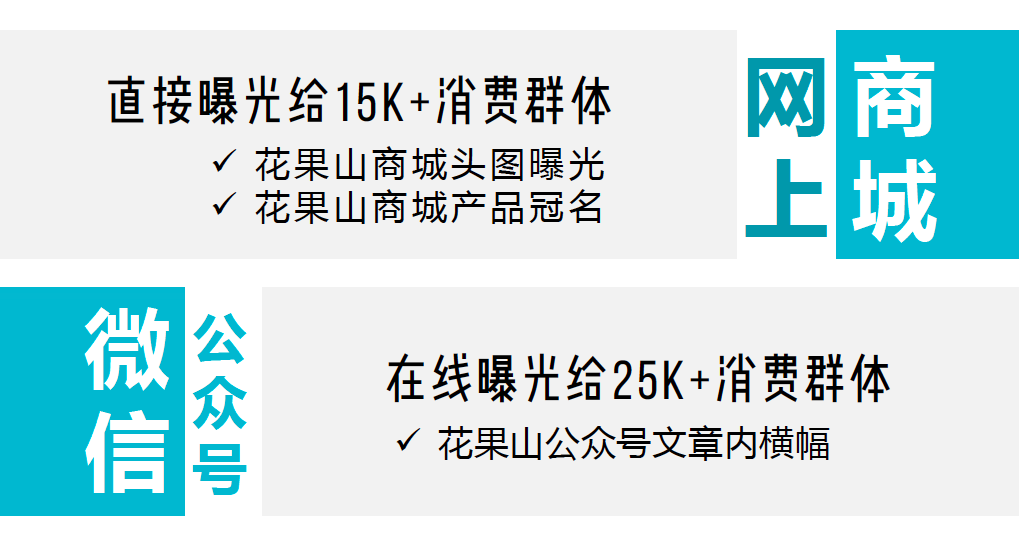 直接曝光给15K+消费群体
✓ 花果山商城头图曝光
✓ 花果山商城产品冠名
网上
商城
微信
公众号
在线曝光给25K+消费群体
✓ 花果山公众号文章内横幅